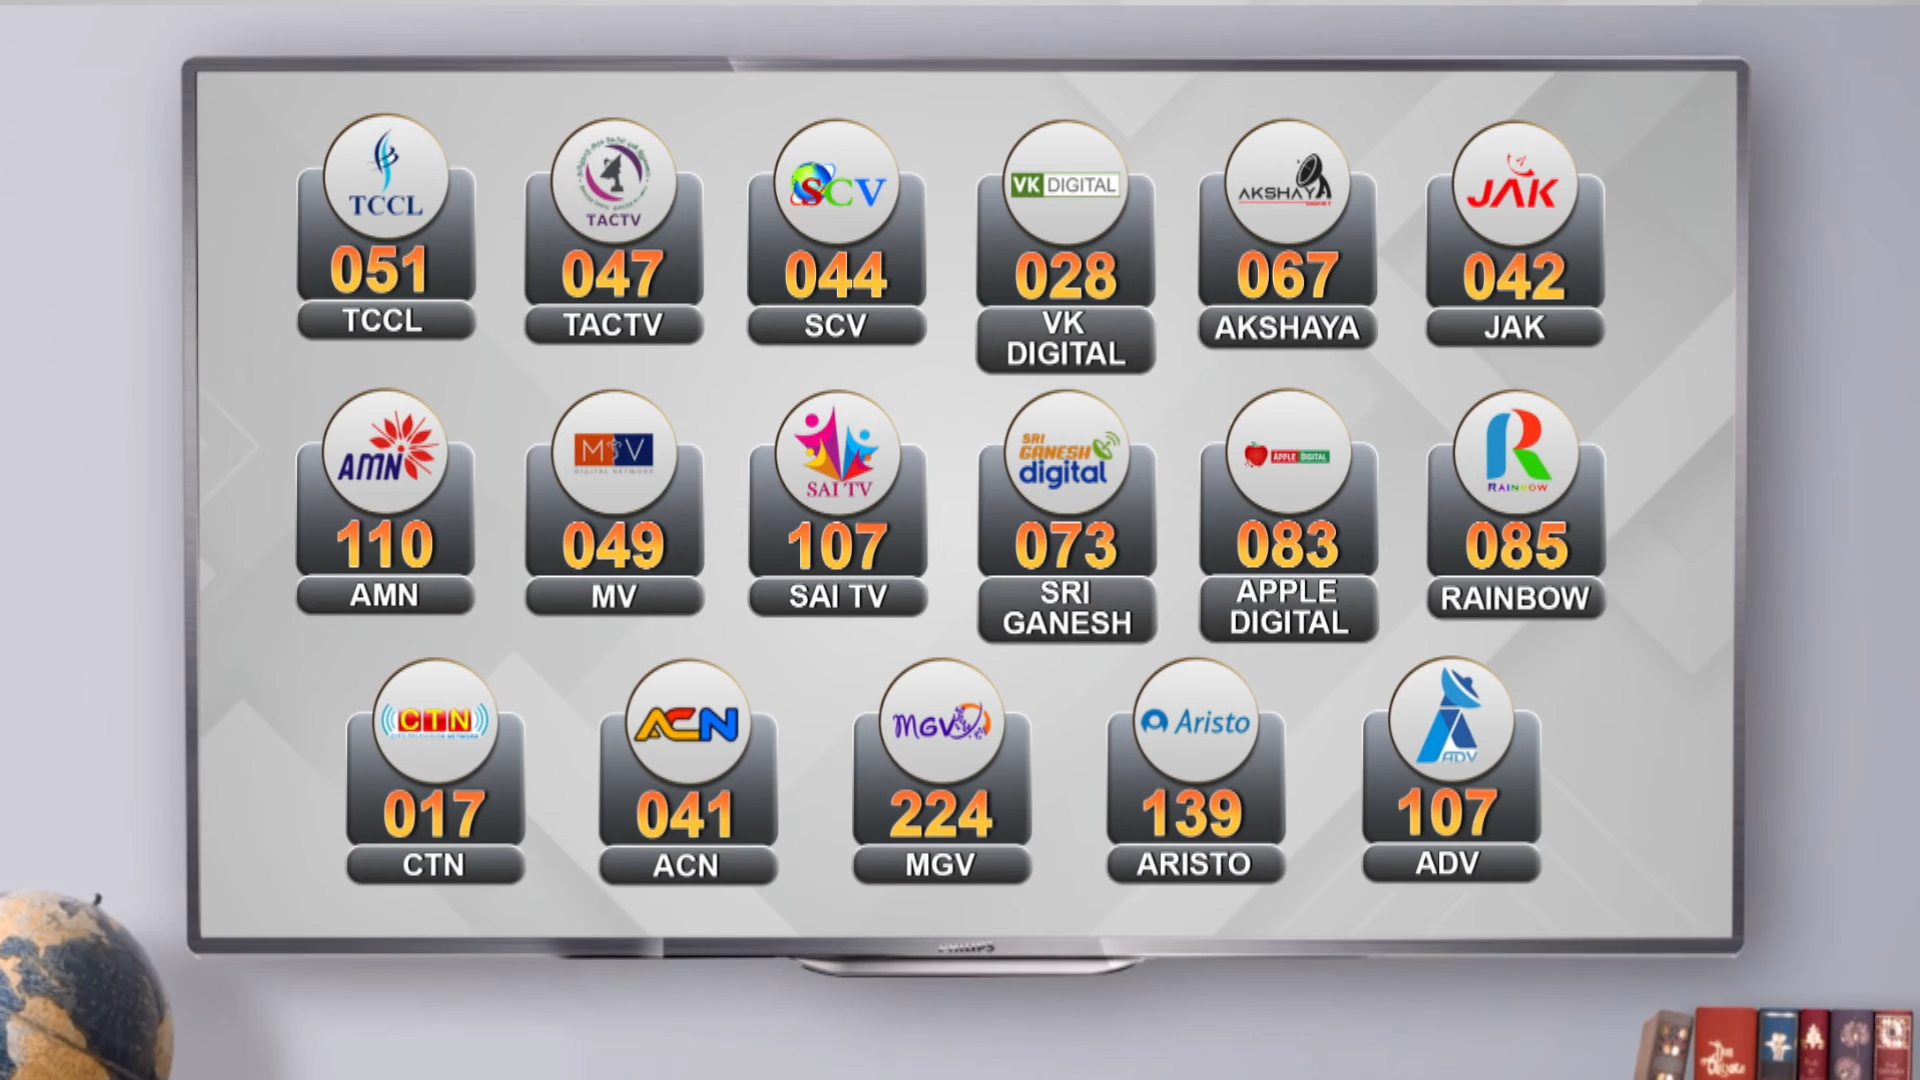 TCCL
TACTV
SCV
VK DIGITAL
AKSHAYA
JAK
051
047
044
028
067
042
TCCL
TACTV
SCV
VK
DIGITAL
AKSHAYA
JAK
AMN
MV
DIGITAL NETWORK
SAI TV
SRI
GANESH
digital
APPLE DIGITAL
RAINBOW
110
049
107
073
083
085
AMN
MV
SAI TV
SRI
GANESH
APPLE
DIGITAL
RAINBOW
CTN
ACN
MGV
Aristo
ADV
017
041
224
139
107
CTN
ACN
MGV
ARISTO
ADV
PHILIPS